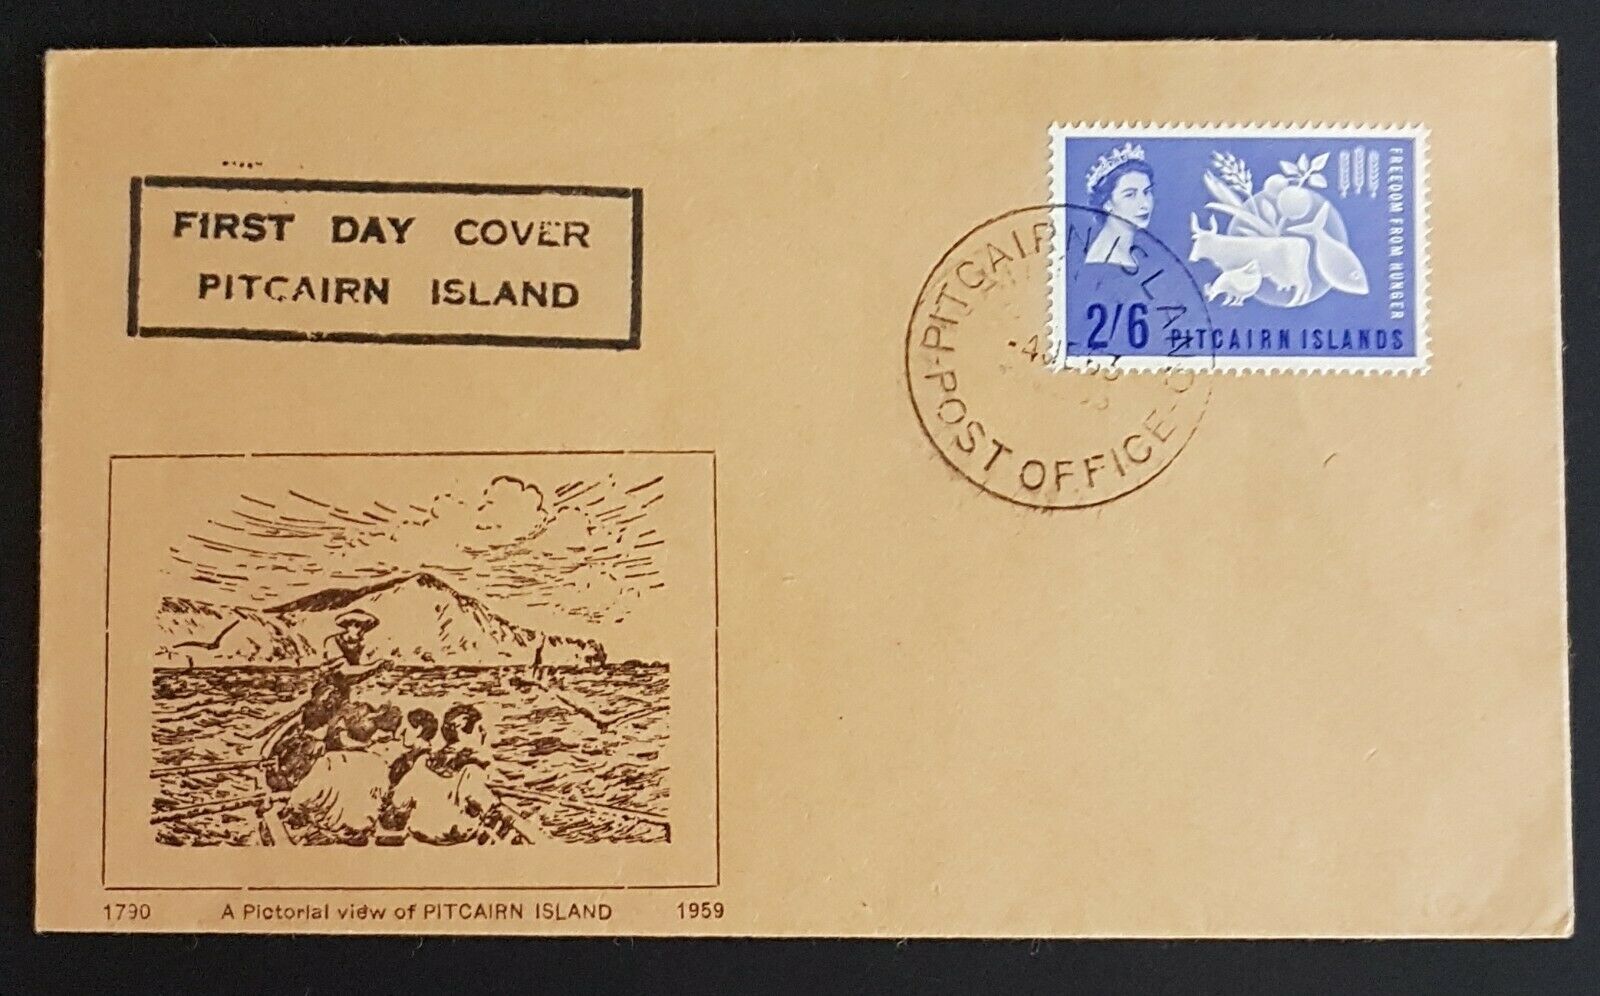 FIRST DAY COVER
PITCAIRN ISLAND
FREEDOM FROM HUNGER
2/6 PITCAIRN ISLANDS
PITCAIRN ISLAND
POST OFFICE
1790 A Pictorial view of PITCAIRN ISLAND 1959